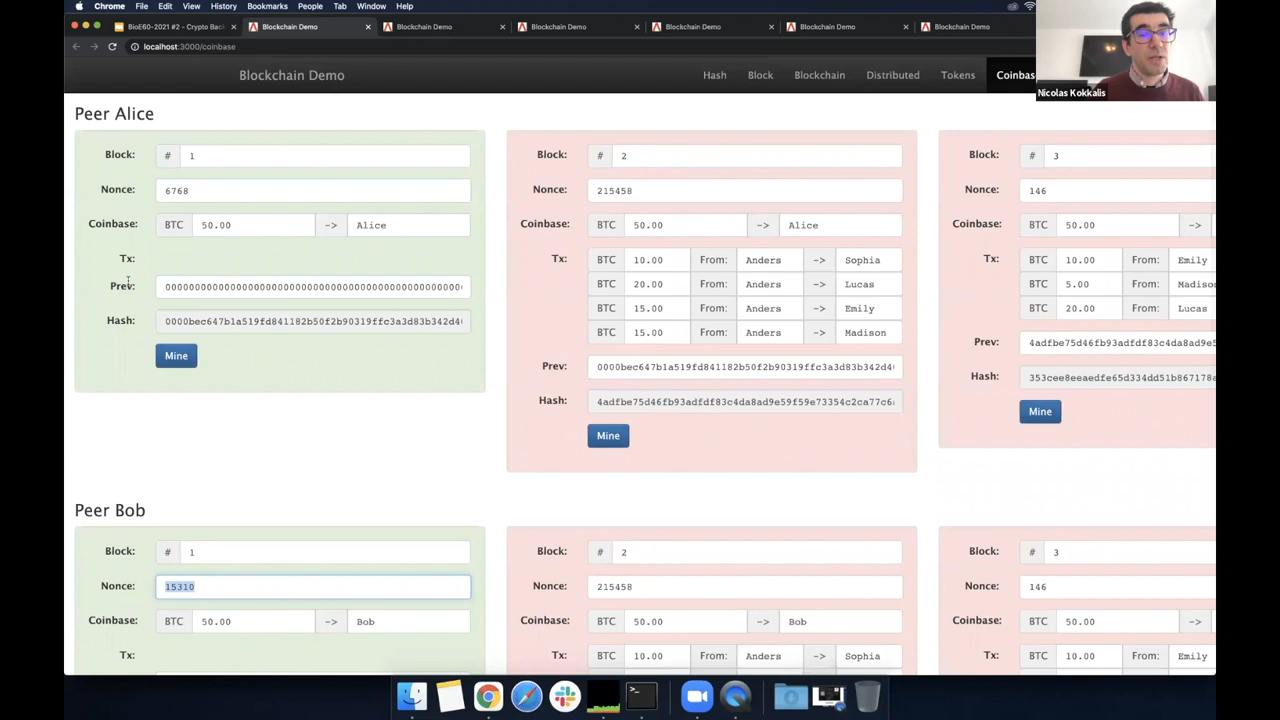 Chrome File Edit View History Bookmarks People Tab Window Help
BioE60-2021 #2 - Crypto Bac × Blockchain Demo × Blockchain Demo × Blockchain Demo × Blockchain Demo × Blockchain Demo × Blockchain Demo
localhost:3000/coinbase
Blockchain Demo Hash Block Blockchain Distributed Tokens Coinbas
Nicolas Kokkalis
Peer Alice
Block: # 1
Nonce: 6768
Coinbase: BTC 50.00 -> Alice
Tx:
Prev: 0000000000000000000000000000000000000000000000000
Hash: 0000bec647b1a519fd841182b50f2b90319ffc3a3d83b342d4
Mine
Block: # 2
Nonce: 215458
Coinbase: BTC 50.00 -> Alice
Tx: BTC 10.00 From: Anders -> Sophia
BTC 20.00 From: Anders -> Lucas
BTC 15.00 From: Anders -> Emily
BTC 15.00 From: Anders -> Madison
Prev: 0000bec647b1a519fd841182b50f2b90319ffc3a3d83b342d4
Hash: 4adfbe75d46fb93adfdf83c4da8ad9e59f59e73354c2ca77c6
Mine
Block: # 3
Nonce: 146
Coinbase: BTC 50.00 ->
Tx: BTC 10.00 From: Emily
BTC 5.00 From: Madiso
BTC 20.00 From: Lucas
Prev: 4adfbe75d46fb93adfdf83c4da8ad9e5
Hash: 353cee8eeaedfe65d334dd51b867178a
Mine
Peer Bob
Block: # 1
Nonce: 15310
Coinbase: BTC 50.00 -> Bob
Tx:
Block: # 2
Nonce: 215458
Coinbase: BTC 50.00 -> Bob
Tx: BTC 10.00 From: Anders -> Sophia
Block: # 3
Nonce: 146
Coinbase: BTC 50.00 ->
Tx: BTC 10.00 From: Emily